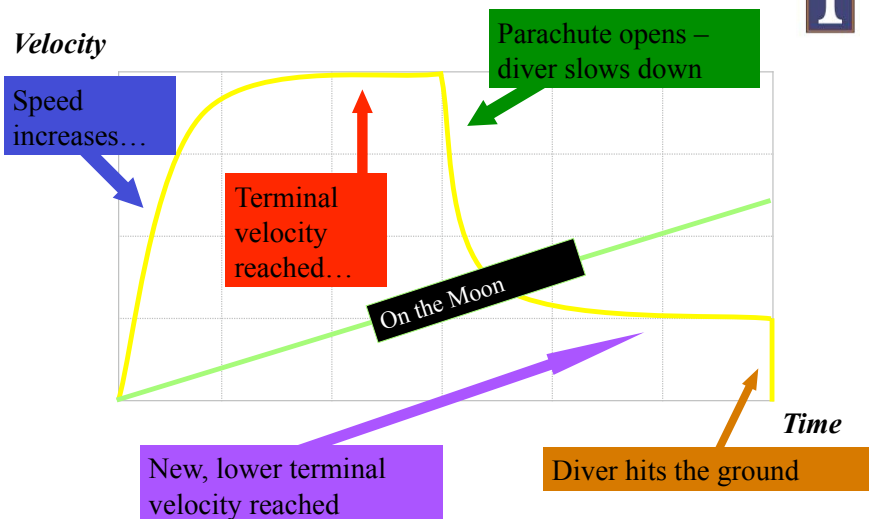 Velocity
Parachute opens –
diver slows down
Speed
increases…
Terminal
velocity
reached…
On the Moon
Time
New, lower terminal
velocity reached
Diver hits the ground